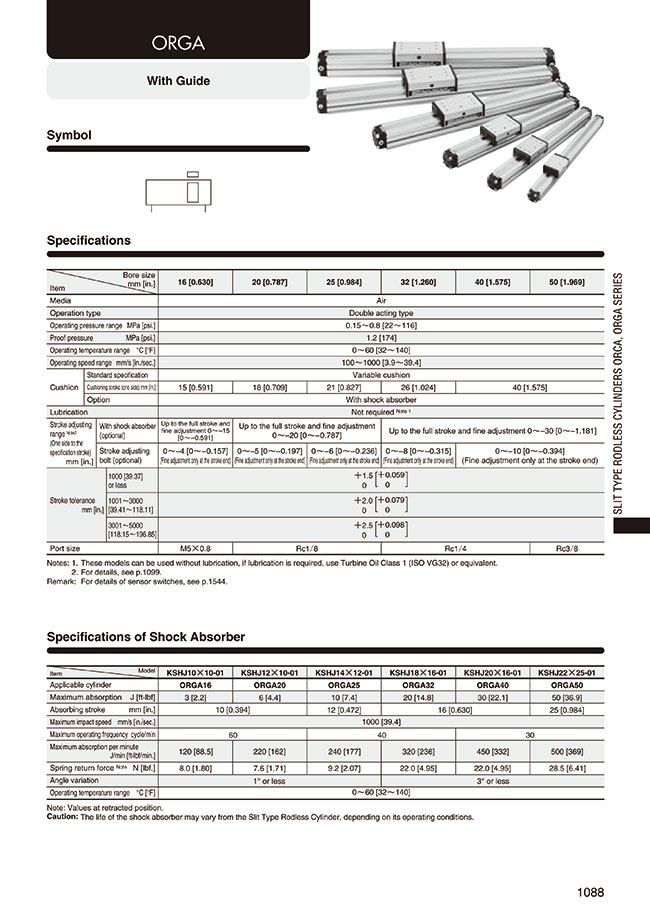 ORGA
With Guide
Symbol
Specifications
Item Bore size mm [in.] 16 [0.630] 20 [0.787] 25 [0.984] 32 [1.260] 40 [1.575] 50 [1.969]
Media Air
Operation type Double acting type
Operating pressure range MPa [psi.] 0.15～0.8 [22～116]
Proof pressure MPa [psi.] 1.2 [174]
Operating temperature range °C [°F] 0～60 [32～140]
Operating speed range mm/s [in./sec.] 100～1000 [3.9～39.4]
Cushion Standard specification Variable cushion
Cushioning stroke (one side) mm [in.] 15 [0.591] 18 [0.709] 21 [0.827] 26 [1.024] 40 [1.575]
Option With shock absorber
Lubrication Not required Note 1
Stroke adjusting range Note2 (One side to the specification stroke) mm [in.]
With shock absorber (optional) Up to the full stroke and fine adjustment 0～−15 [0～−0.591] Up to the full stroke and fine adjustment 0～−20 [0～−0.787] Up to the full stroke and fine adjustment 0～−30 [0～−1.181]
Stroke adjusting bolt (optional) 0～−4 [0～−0.157] (Fine adjustment only at the stroke end) 0～−5 [0～−0.197] (Fine adjustment only at the stroke end) 0～−6 [0～−0.236] (Fine adjustment only at the stroke end) 0～−8 [0～−0.315] (Fine adjustment only at the stroke end) 0～−10 [0～−0.394] (Fine adjustment only at the stroke end)
Stroke tolerance mm [in.]
1000 [39.37] or less +1.5 0 [+0.059 0]
1001～3000 [39.41～118.11] +2.0 0 [+0.079 0]
3001～5000 [118.15～196.85] +2.5 0 [+0.098 0]
Port size M5×0.8 Rc1/8 Rc1/4 Rc3/8
Notes: 1. These models can be used without lubrication, if lubrication is required, use Turbine Oil Class 1 (ISO VG32) or equivalent.
2. For details, see p.1099.
Remark: For details of sensor switches, see p.1544.
SLIT TYPE RODLESS CYLINDERS ORCA, ORGA SERIES
Specifications of Shock Absorber
Item Model KSHJ10×10-01 KSHJ12×10-01 KSHJ14×12-01 KSHJ18×16-01 KSHJ20×16-01 KSHJ22×25-01
Applicable cylinder ORGA16 ORGA20 ORGA25 ORGA32 ORGA40 ORGA50
Maximum absorption J [ft·lbf] 3 [2.2] 6 [4.4] 10 [7.4] 20 [14.8] 30 [22.1] 50 [36.9]
Absorbing stroke mm [in.] 10 [0.394] 12 [0.472] 16 [0.630] 25 [0.984]
Maximum impact speed mm/s [in./sec.] 1000 [39.4]
Maximum operating frequency cycle/min 60 40 30
Maximum absorption per minute J/min [ft·lbf/min.] 120 [88.5] 220 [162] 240 [177] 320 [236] 450 [332] 500 [369]
Spring return force Note N [lbf.] 8.0 [1.80] 7.6 [1.71] 9.2 [2.07] 22.0 [4.95] 22.0 [4.95] 28.5 [6.41]
Angle variation 1° or less 3° or less
Operating temperature range °C [°F] 0～60 [32～140]
Note: Values at retracted position.
Caution: The life of the shock absorber may vary from the Slit Type Rodless Cylinder, depending on its operating conditions.
1088